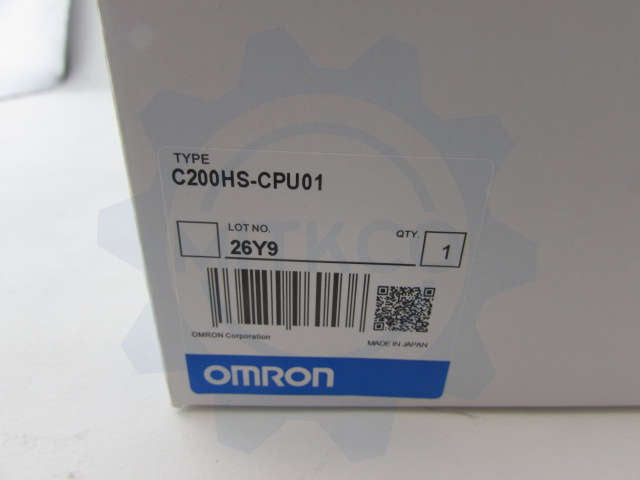 TYPE
C200HS-CPU01
LOT NO.
26Y9
QTY.
1
OMRON Corporation
MADE IN JAPAN
OMRON